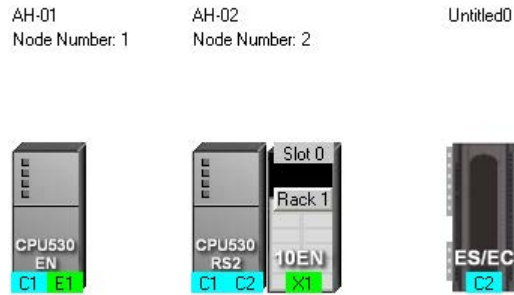 AH-01
Node Number: 1
AH-02
Node Number: 2
Untitled0
CPU530
EN
C1 E1
CPU530
RS2
C1 C2
Slot 0
Rack 1
10EN
X1
ES/EC
C2